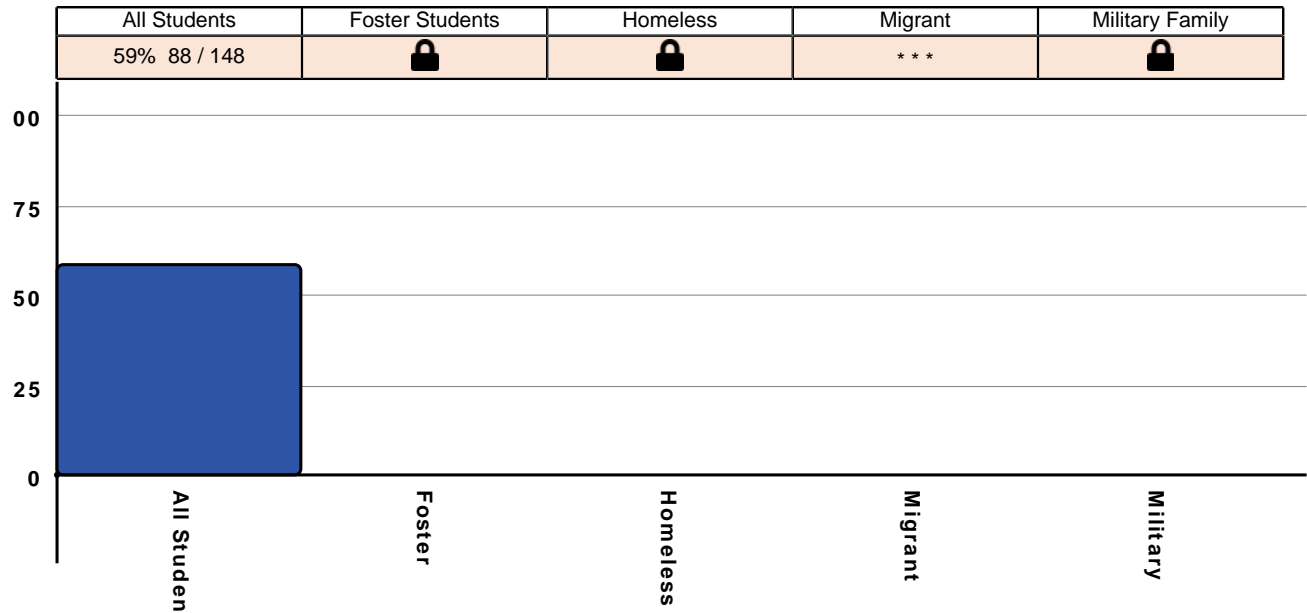 All Students Foster Students Homeless Migrant Military Family
59% 88 / 148 * * *
00
75
50
25
0
All Studen
Foster
Homeless
Migrant
Military